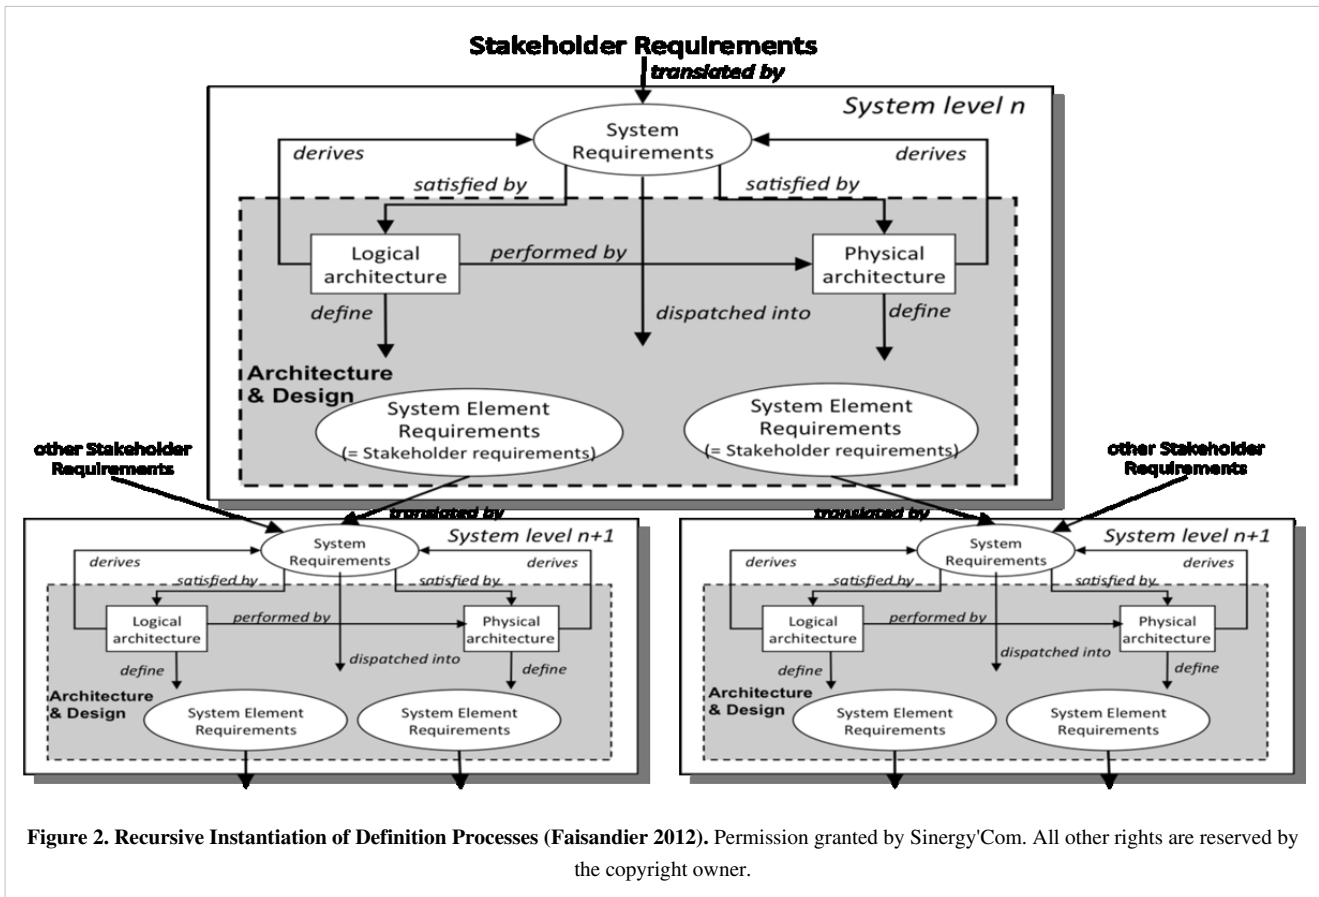 Stakeholder Requirements
translated by
System level n
System
Requirements
derives
derives
satisfied by
satisfied by
Logical
architecture
performed by
Physical
architecture
define
dispatched into
define
Architecture
& Design
System Element
Requirements
(= Stakeholder requirements)
System Element
Requirements
(= Stakeholder requirements)
other Stakeholder
Requirements
other Stakeholder
Requirements
translated by
translated by
System level n+1
System
Requirements
derives
derives
satisfied by
satisfied by
Logical
architecture
performed by
Physical
architecture
define
dispatched into
define
Architecture
& Design
System Element
Requirements
System Element
Requirements
System level n+1
System
Requirements
derives
derives
satisfied by
satisfied by
Logical
architecture
performed by
Physical
architecture
define
dispatched into
define
Architecture
& Design
System Element
Requirements
System Element
Requirements
Figure 2. Recursive Instantiation of Definition Processes (Faisandier 2012). Permission granted by Sinergy'Com. All other rights are reserved by
the copyright owner.